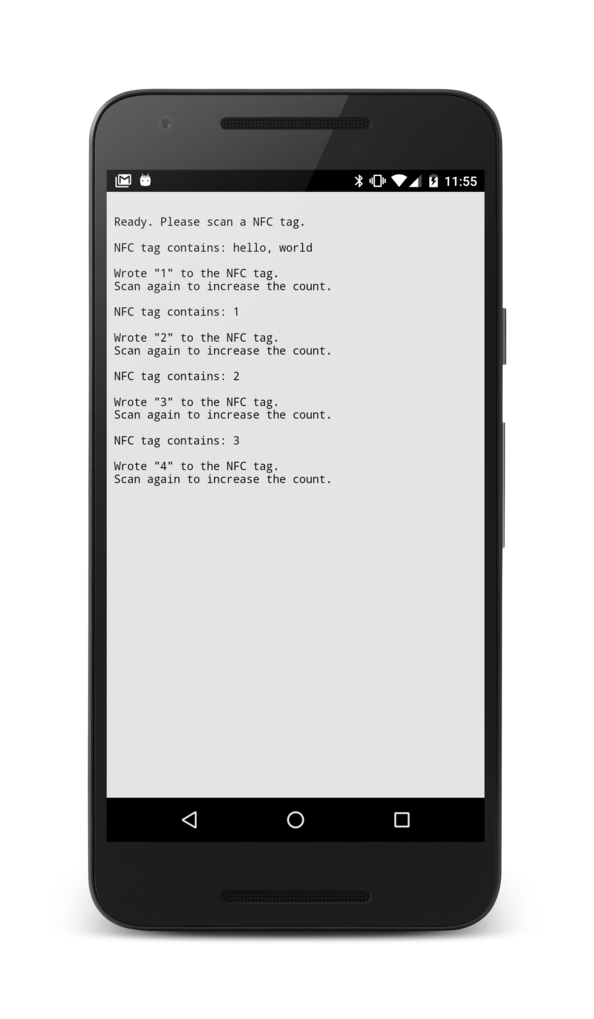 11:55
Ready. Please scan a NFC tag.
NFC tag contains: hello, world
Wrote "1" to the NFC tag.
Scan again to increase the count.
NFC tag contains: 1
Wrote "2" to the NFC tag.
Scan again to increase the count.
NFC tag contains: 2
Wrote "3" to the NFC tag.
Scan again to increase the count.
NFC tag contains: 3
Wrote "4" to the NFC tag.
Scan again to increase the count.